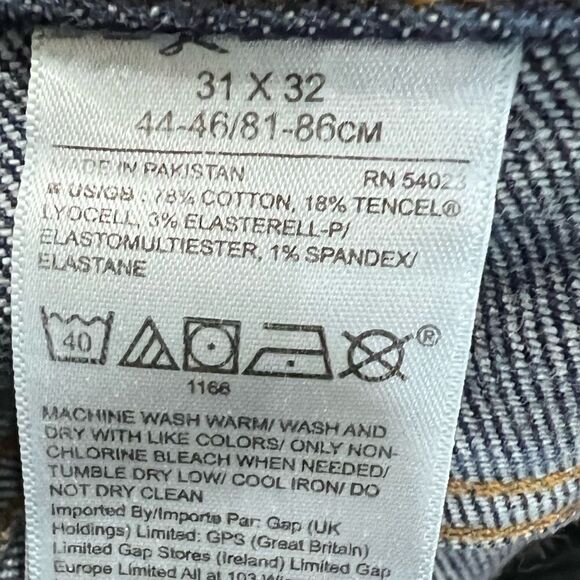 31 X 32
44-46/81-86CM
MADE IN PAKISTAN RN 54023
US/GB : 78% COTTON, 18% TENCEL®
LYOCELL, 3% ELASTERELL-P/
ELASTOMULTIESTER, 1% SPANDEX/
ELASTANE
40 ®
1166
MACHINE WASH WARM/ WASH AND
DRY WITH LIKE COLORS/ ONLY NON-
CHLORINE BLEACH WHEN NEEDED/
TUMBLE DRY LOW/ COOL IRON/ DO
NOT DRY CLEAN
Imported By/Importe Par: Gap (UK
Holdings) Limited: GPS (Great Britain)
Limited Gap Stores (Ireland) Limited Gap
Europe Limited All at 103